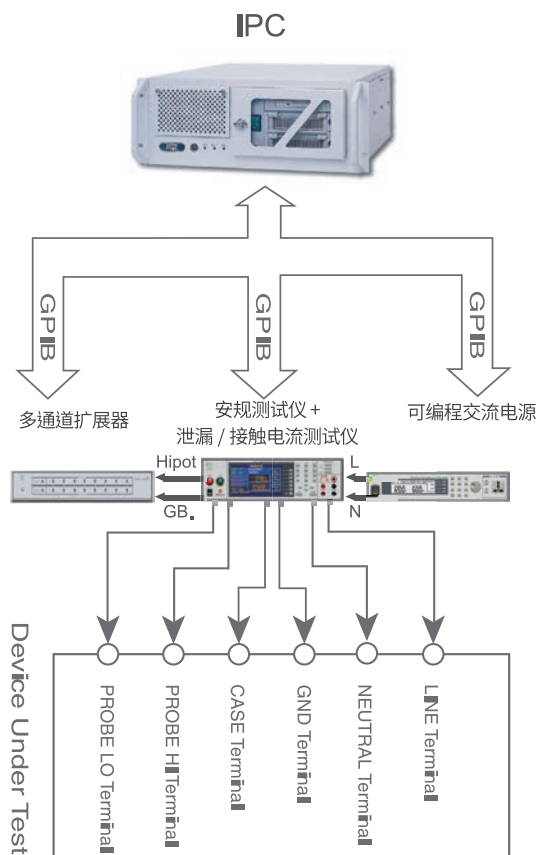 IPC
GPIB
GPIB
GPIB
多通道扩展器
安规测试仪 +
泄漏 / 接触电流测试仪
可编程交流电源
Hipot
GB.
L
N
Device Under Test
PROBE LO Terminal
PROBE HI Terminal
CASE Terminal
GND Terminal
NEUTRAL Terminal
LINE Terminal